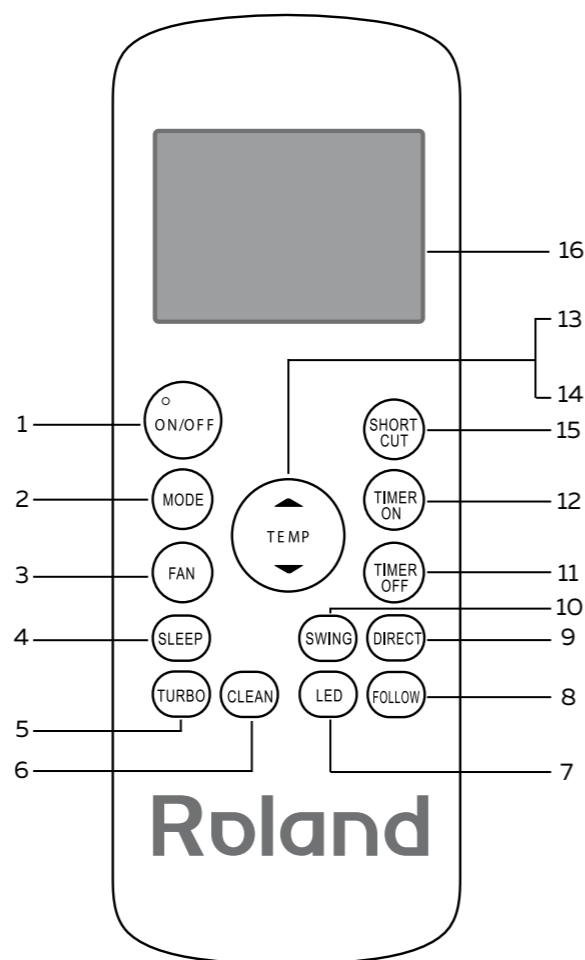 16
13
14
1
ON/OFF
SHORT
CUT
15
2
MODE
TEMP
TIMER
ON
12
3
FAN
TIMER
OFF
11
10
4
SLEEP
SWING
DIRECT
9
TURBO
CLEAN
LED
FOLLOW
8
5
6
7
Roland